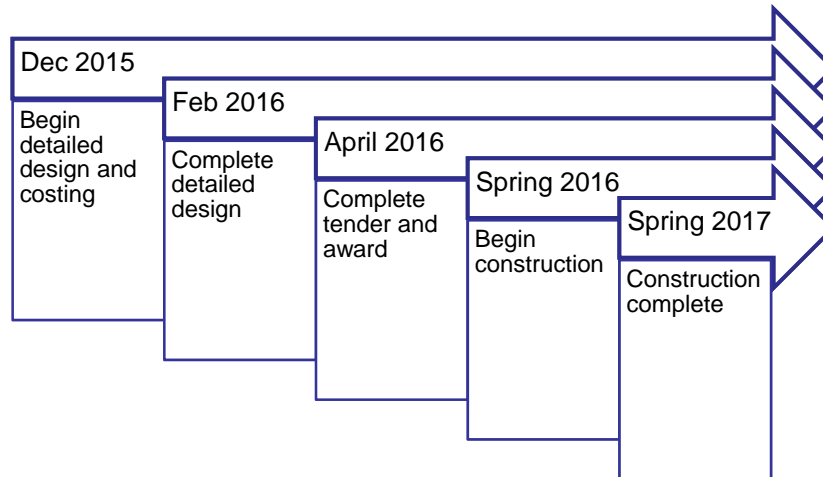 Dec 2015
Begin
detailed
design and
costing
Feb 2016
Complete
detailed
design
April 2016
Complete
tender and
award
Spring 2016
Begin
construction
Spring 2017
Construction
complete